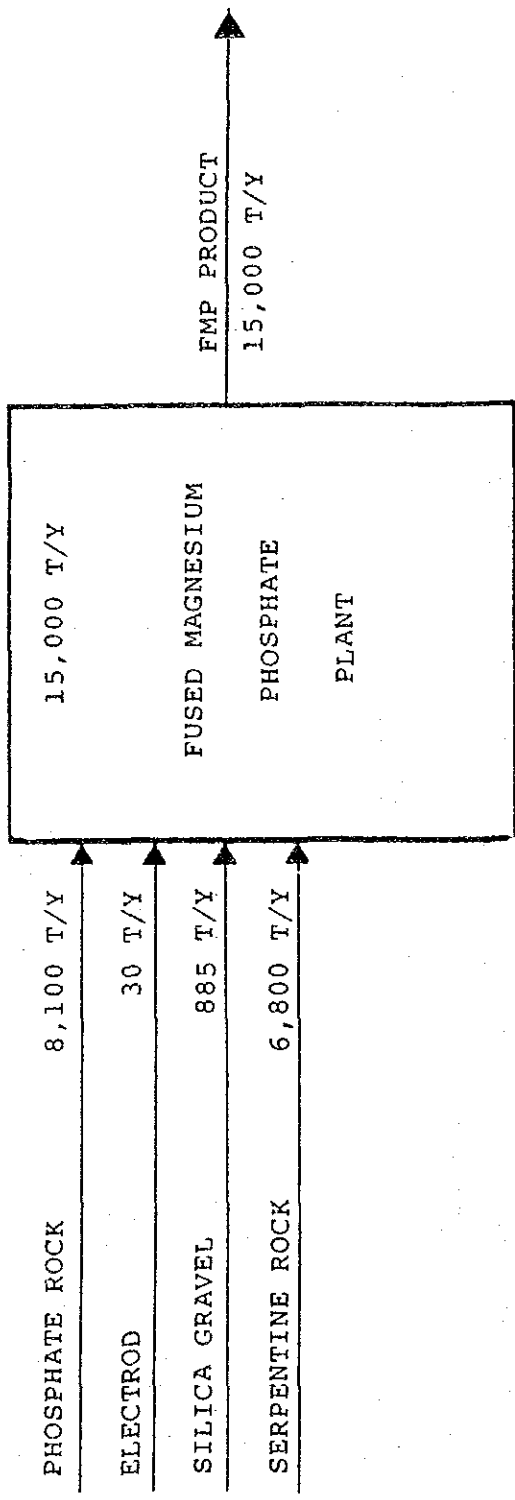 PHOSPHATE ROCK 8,100 T/Y
ELECTROD 30 T/Y
SILICA GRAVEL 885 T/Y
SERPENTINE ROCK 6,800 T/Y
15,000 T/Y
FUSED MAGNESIUM
PHOSPHATE
PLANT
FMP PRODUCT
15,000 T/Y